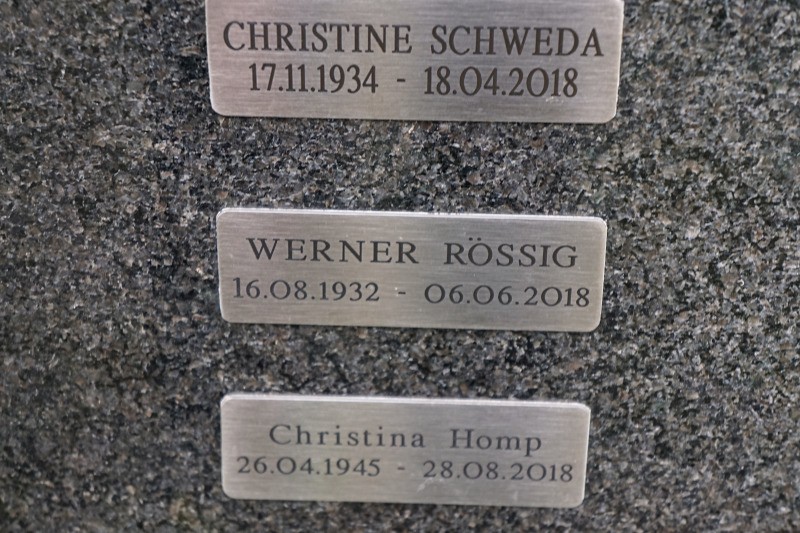 CHRISTINE SCHWEDA
17.11.1934 - 18.04.2018
WERNER RÖSSIG
16.08.1932 - 06.06.2018
Christina Homp
26.04.1945 - 28.08.2018